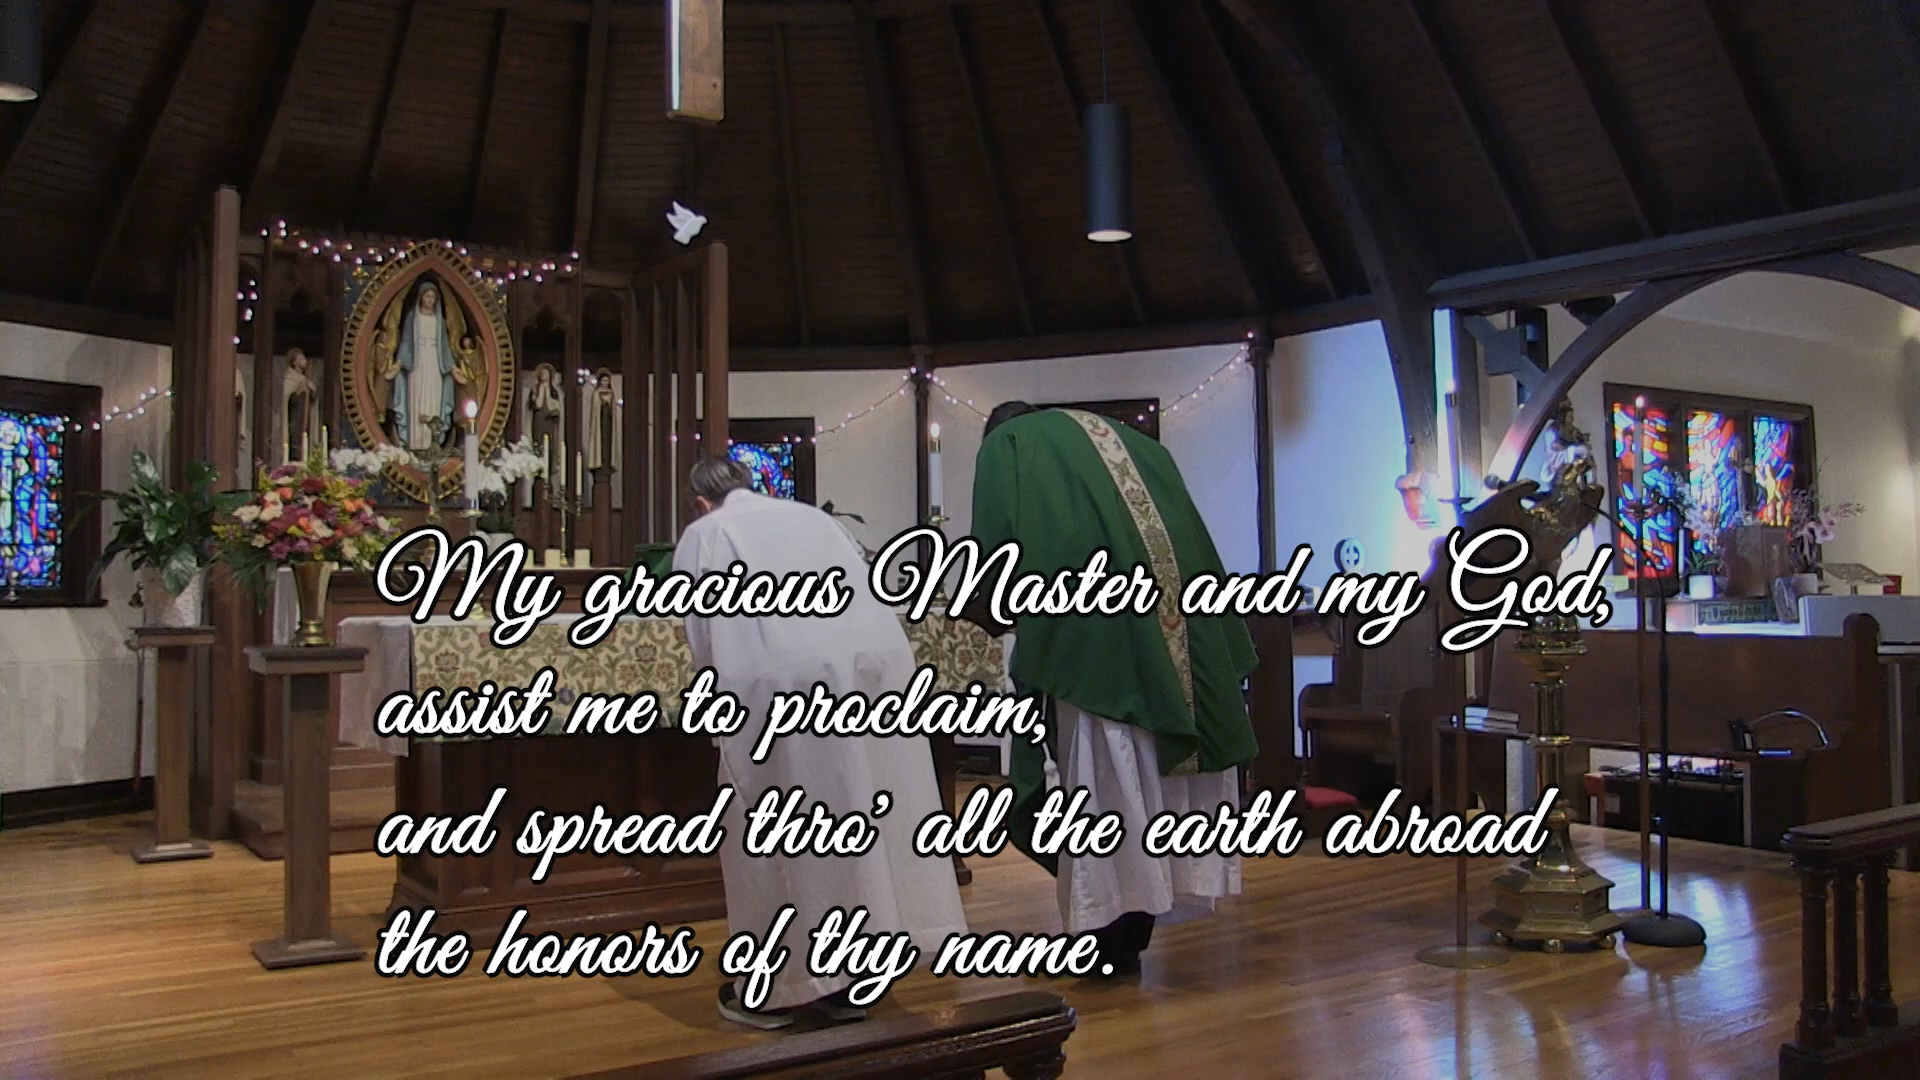 My gracious Master and my God,
assist me to proclaim,
and spread thro' all the earth abroad
the honors of thy name.